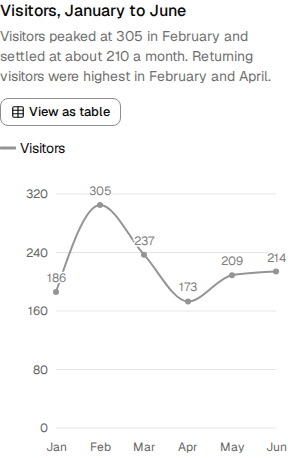 Visitors, January to June
Visitors peaked at 305 in February and
settled at about 210 a month. Returning
visitors were highest in February and April.
View as table
Visitors
320
305
240
237
186
209
214
173
160
80
0
Jan Feb Mar Apr May Jun